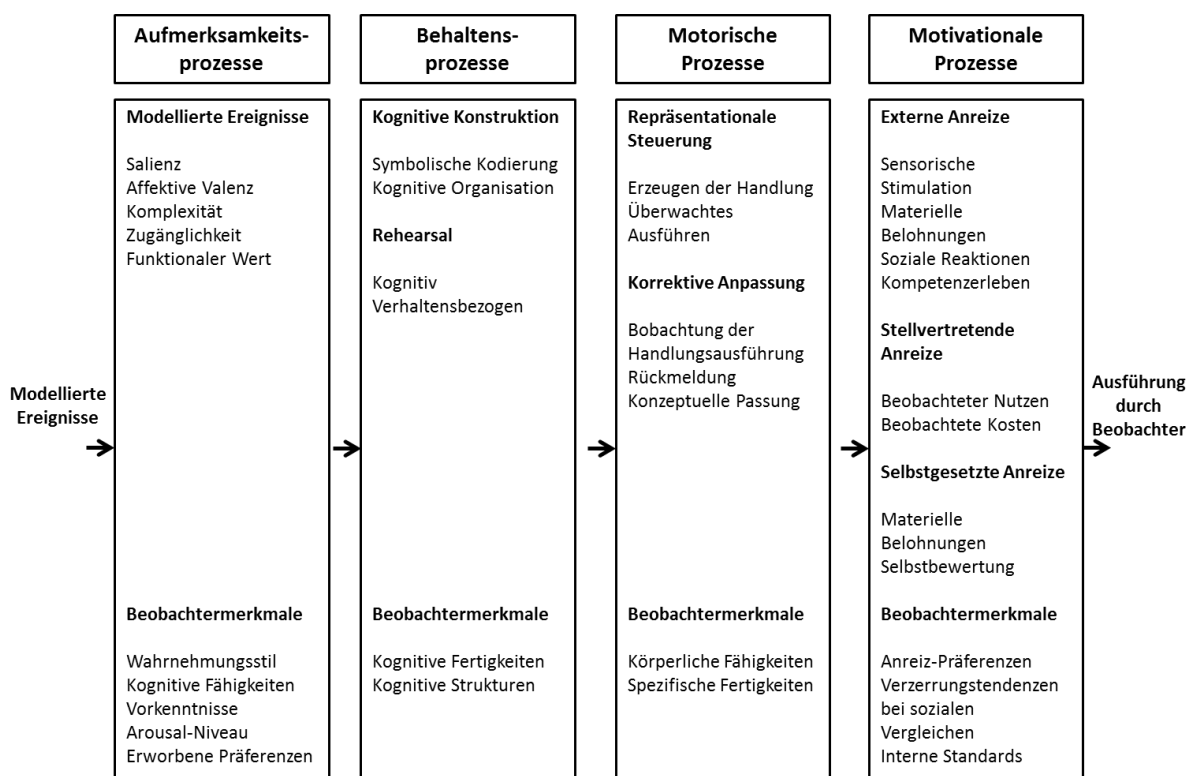 Aufmerksamkeits-
prozesse
Behaltens-
prozesse
Motorische
Prozesse
Motivationale
Prozesse
Modellierte
Ereignisse
Modellierte Ereignisse
Salienz
Affektive Valenz
Komplexität
Zugänglichkeit
Funktionaler Wert
Beobachtermerkmale
Wahrnehmungsstil
Kognitive Fähigkeiten
Vorkenntnisse
Arousal-Niveau
Erworbene Präferenzen
Kognitive Konstruktion
Symbolische Kodierung
Kognitive Organisation
Rehearsal
Kognitiv
Verhaltensbezogen
Beobachtermerkmale
Kognitive Fertigkeiten
Kognitive Strukturen
Repräsentationale
Steuerung
Erzeugen der Handlung
Überwachtes
Ausführen
Korrektive Anpassung
Bobachtung der
Handlungsausführung
Rückmeldung
Konzeptuelle Passung
Beobachtermerkmale
Körperliche Fähigkeiten
Spezifische Fertigkeiten
Externe Anreize
Sensorische
Stimulation
Materielle
Belohnungen
Soziale Reaktionen
Kompetenzerleben
Stellvertretende
Anreize
Beobachteter Nutzen
Beobachtete Kosten
Selbstgesetzte Anreize
Materielle
Belohnungen
Selbstbewertung
Beobachtermerkmale
Anreiz-Präferenzen
Verzerrungstendenzen
bei sozialen
Vergleichen
Interne Standards
Ausführung
durch
Beobachter